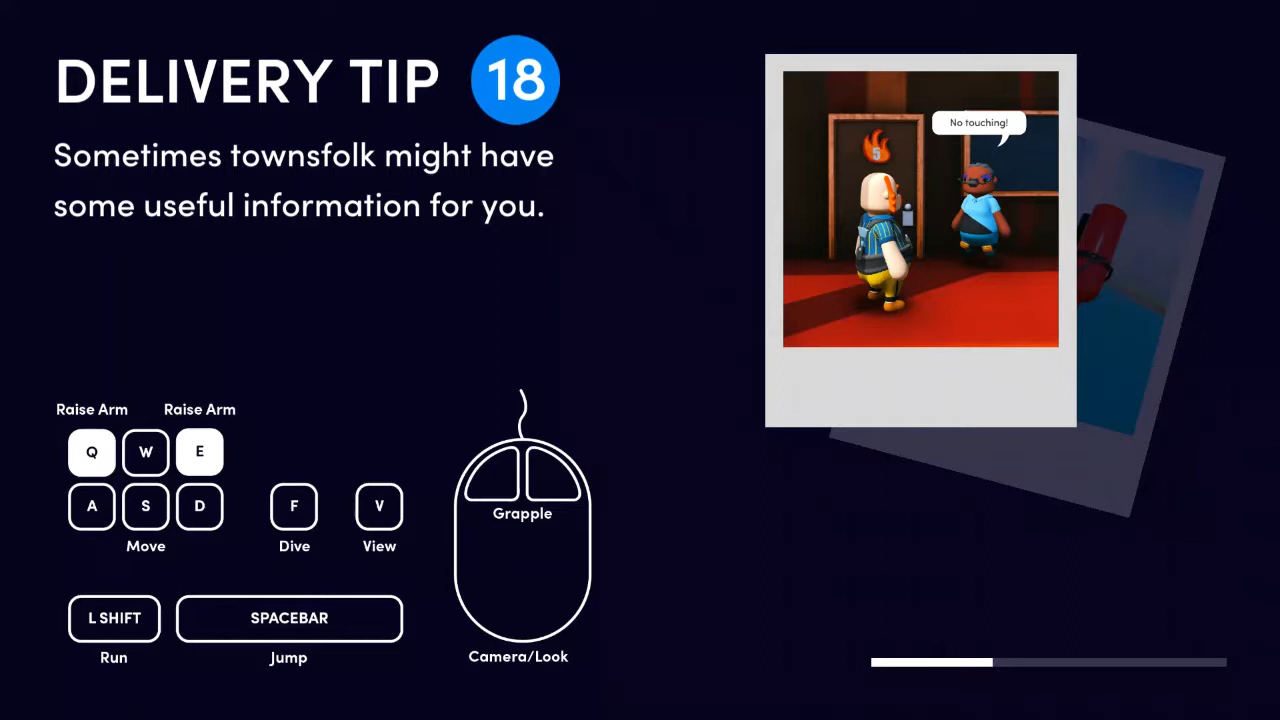 DELIVERY TIP 18
Sometimes townsfolk might have
some useful information for you.
No touching!
5
Raise Arm Raise Arm
Q W E
A S D F V
Move Dive View
Grapple
L SHIFT SPACEBAR
Run Jump Camera/Look